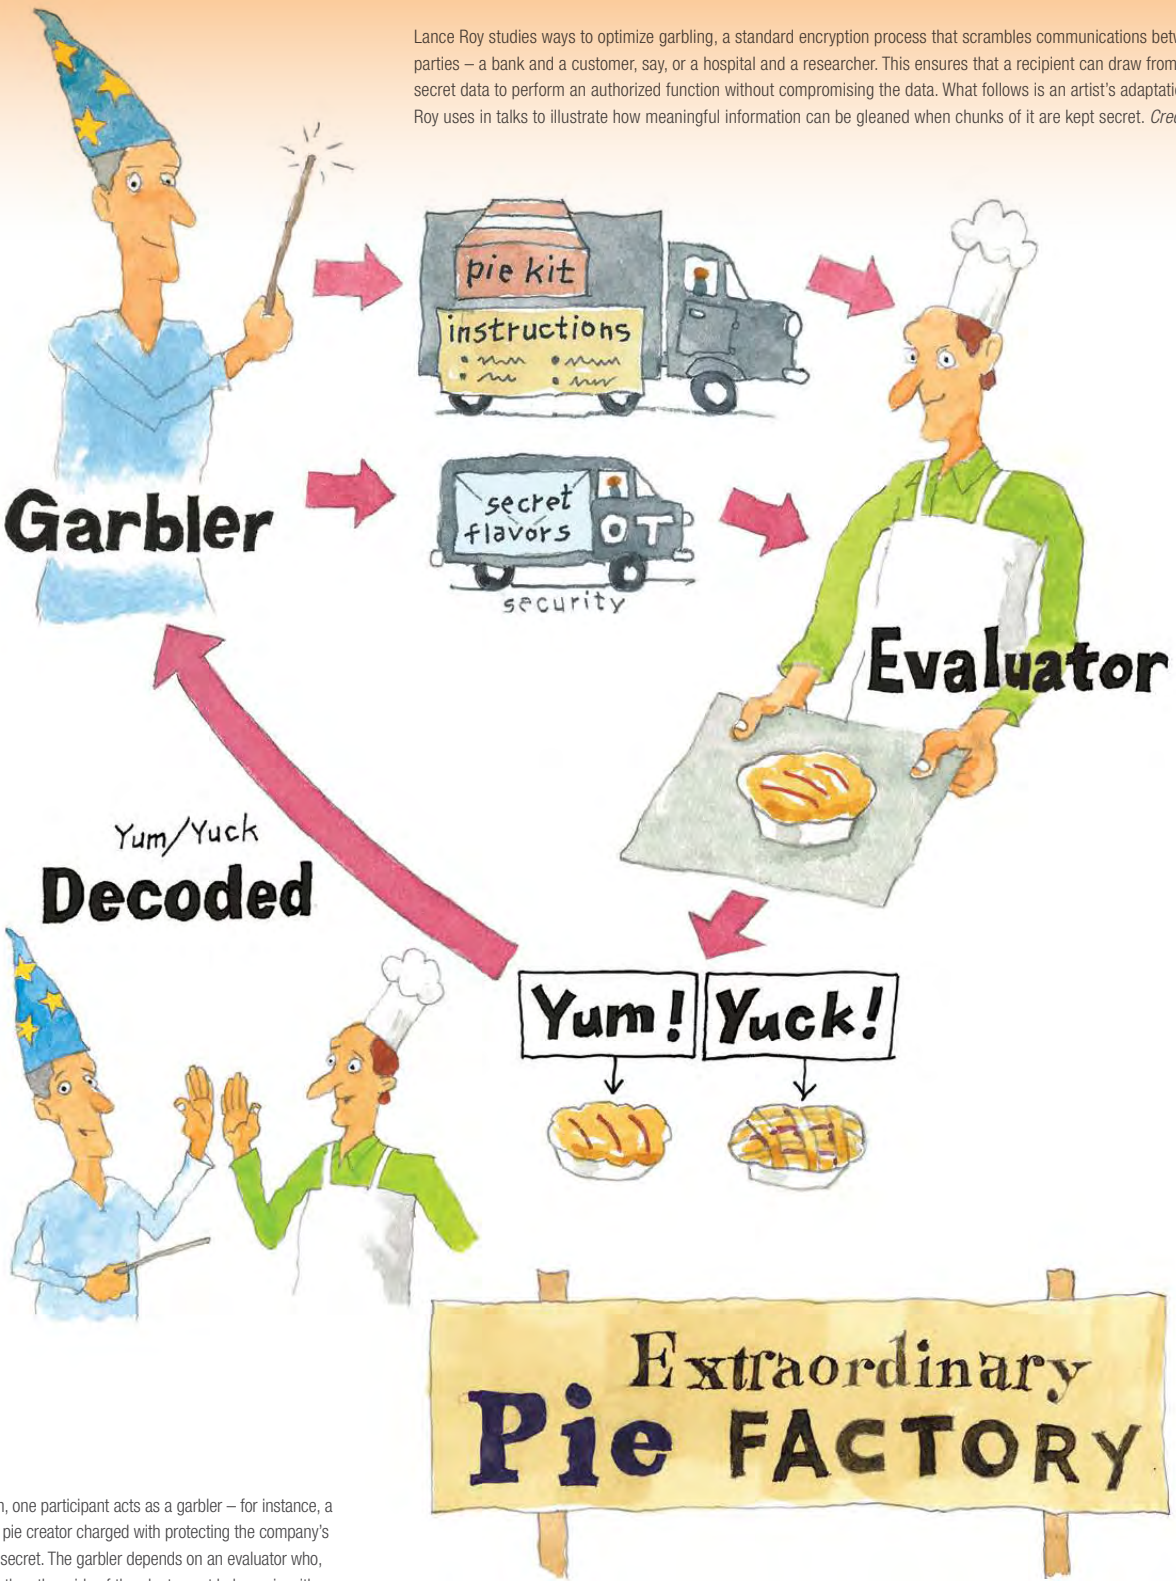 Lance Roy studies ways to optimize garbling, a standard encryption process that scrambles communications
parties – a bank and a customer, say, or a hospital and a researcher. This ensures that a recipient can draw from
secret data to perform an authorized function without compromising the data. What follows is an artist's
Roy uses in talks to illustrate how meaningful information can be gleaned when chunks of it are kept secret.
pie kit
instructions
secret
flavors
OT
security
Garbler
Evaluator
Yum/Yuck
Decoded
Yum!
Yuck!
Extraordinary
Pie FACTORY
one participant acts as a garbler – for instance, a
pie creator charged with protecting the company's
secret. The garbler depends on an evaluator who,